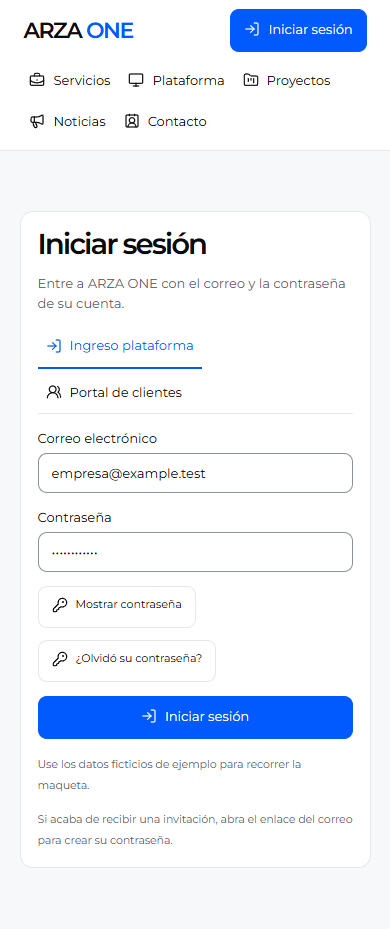 ARZA ONE
Iniciar sesión
Servicios
Plataforma
Proyectos
Noticias
Contacto
Iniciar sesión
Entre a ARZA ONE con el correo y la contraseña
de su cuenta.
Ingreso plataforma
Portal de clientes
Correo electrónico
empresa@example.test
Contraseña
............
Mostrar contraseña
¿Olvidó su contraseña?
Iniciar sesión
Use los datos ficticios de ejemplo para recorrer la
maqueta.
Si acaba de recibir una invitación, abra el enlace del correo
para crear su contraseña.